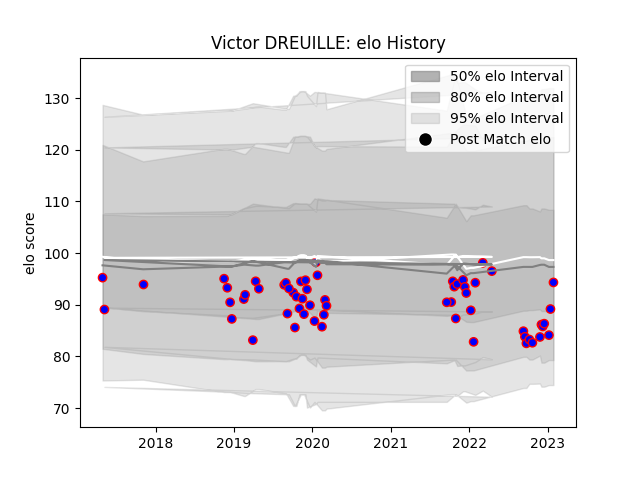 Victor DREUILLE: elo History
50% elo Interval
80% elo Interval
95% elo Interval
Post Match elo
elo score
130
120
110
100
90
80
70
2018 2019 2020 2021 2022 2023